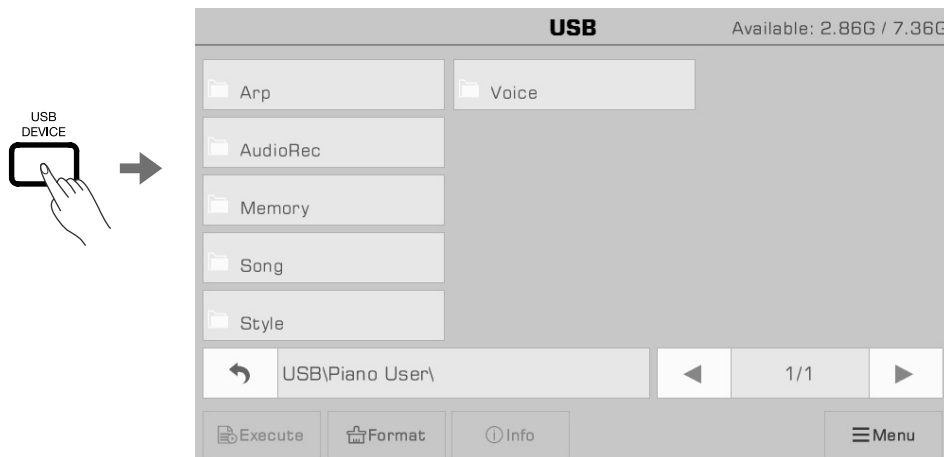 USB
DEVICE
USB
Available: 2.86G / 7.36G
Arp
Voice
AudioRec
Memory
Song
Style
USB\Piano User\
1/1
Execute
Format
Info
Menu